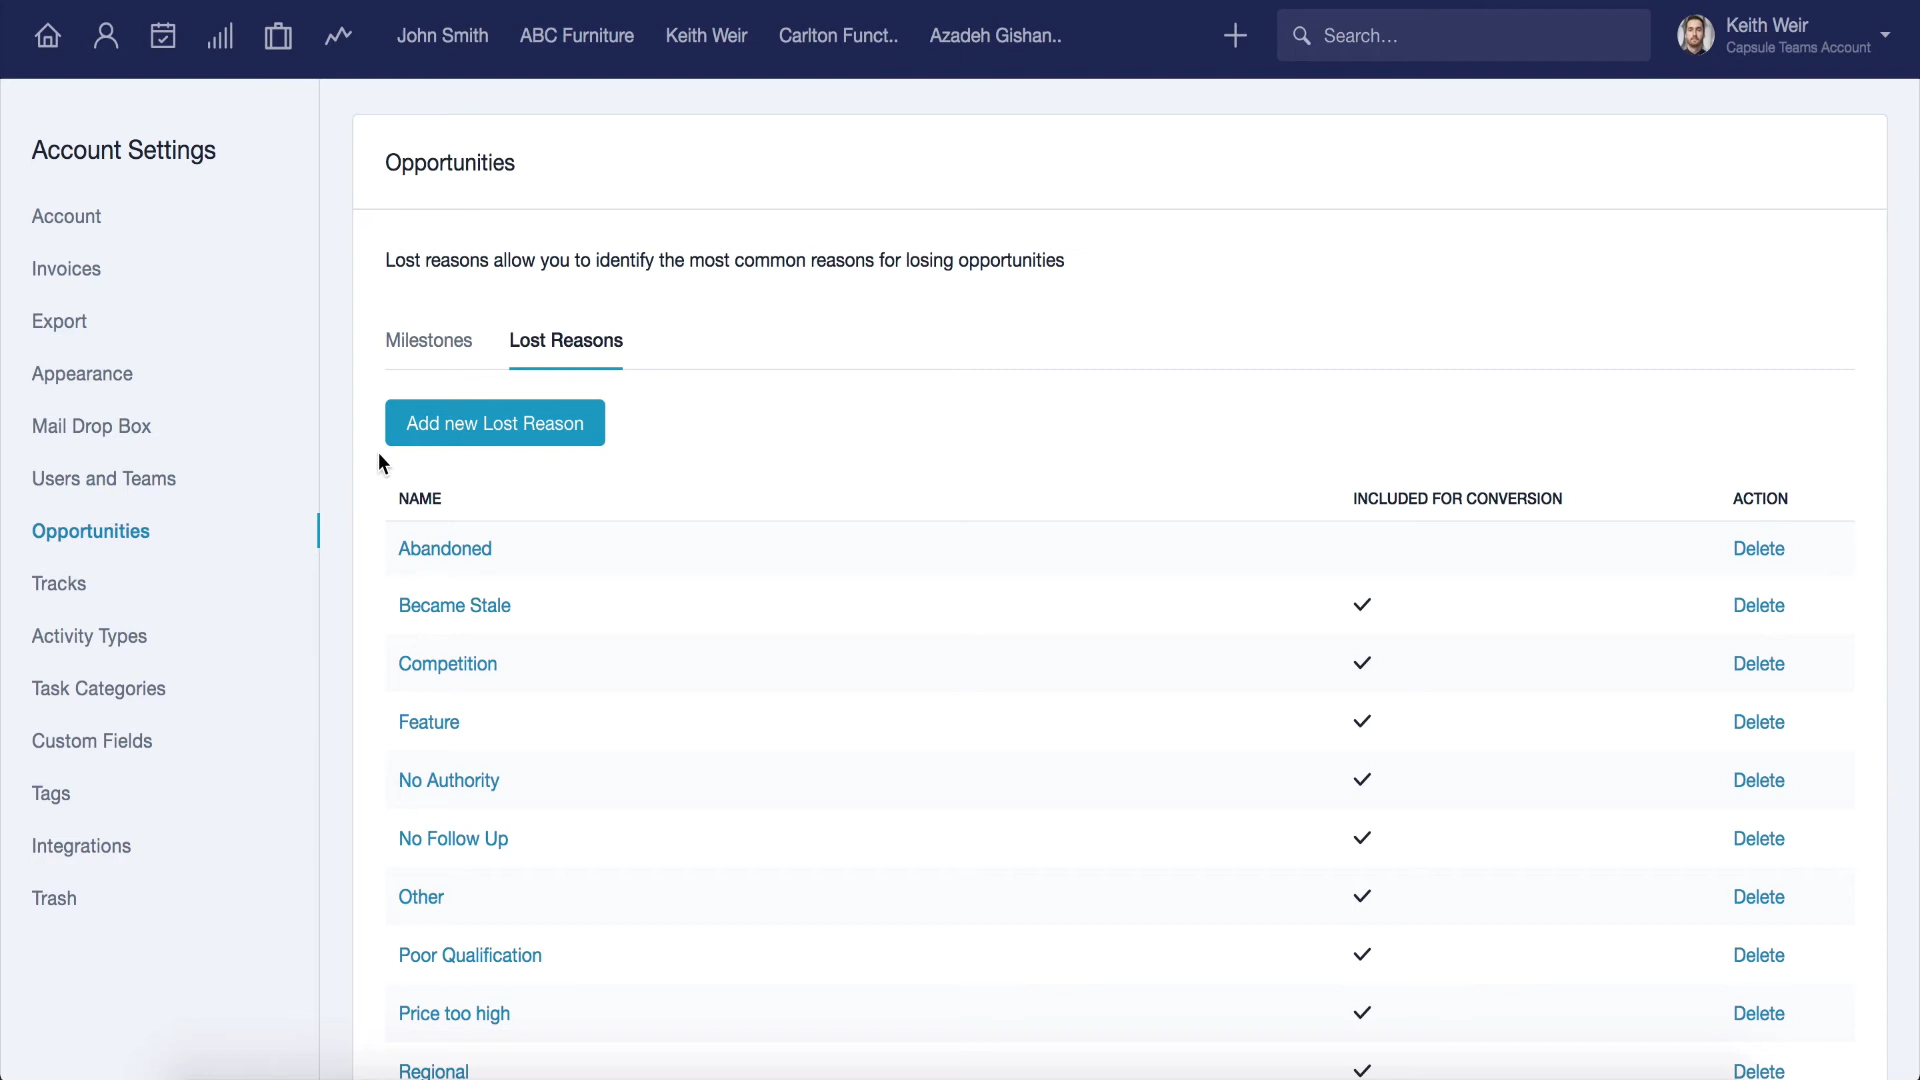 John Smith ABC Furniture Keith Weir Carlton Funct.. Azadeh Gishan.. Search... Keith Weir
Capsule Teams Account
Account Settings
Account
Invoices
Export
Appearance
Mail Drop Box
Users and Teams
Opportunities
Tracks
Activity Types
Task Categories
Custom Fields
Tags
Integrations
Trash
Opportunities
Lost reasons allow you to identify the most common reasons for losing opportunities
Milestones Lost Reasons
Add new Lost Reason
NAME INCLUDED FOR CONVERSION ACTION
Abandoned Delete
Became Stale Delete
Competition Delete
Feature Delete
No Authority Delete
No Follow Up Delete
Other Delete
Poor Qualification Delete
Price too high Delete
Regional Delete